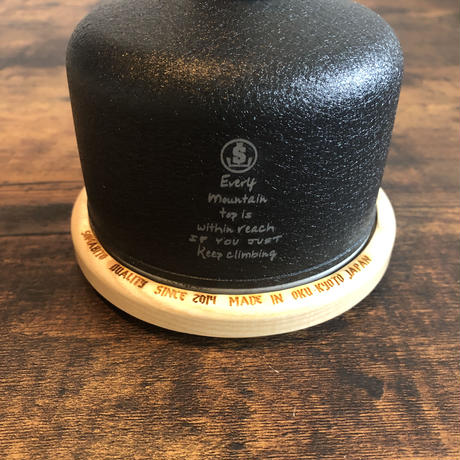 Every
mountain
top is
within reach
IF YOU JUST
Keep climbing
SOMABITO QUALITY SINCE 2014 MADE IN OKU KYOTO JAPAN